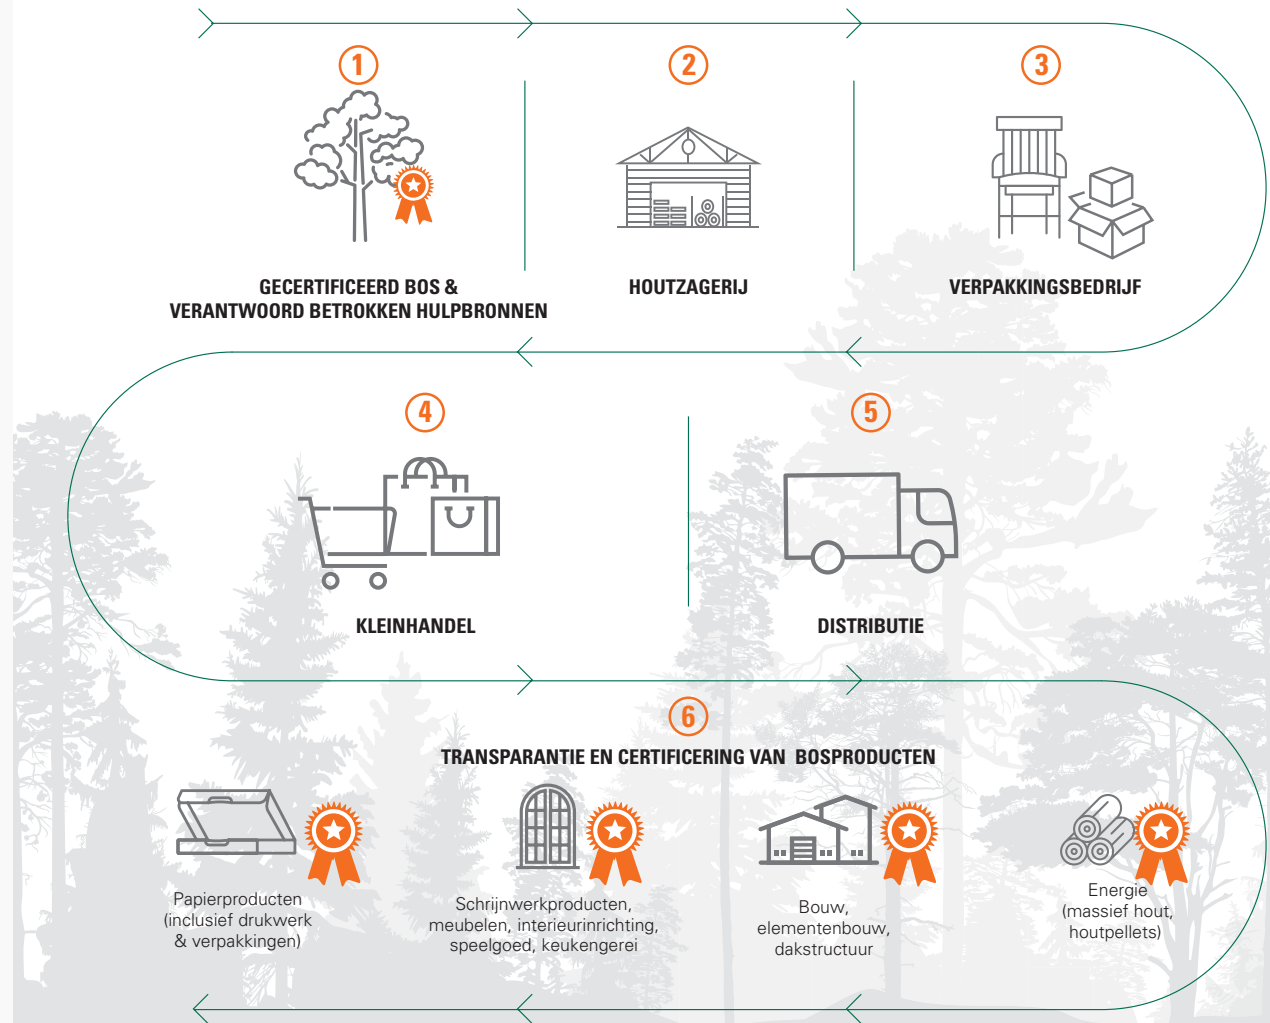 1
GECERTIFICEERD BOS &
VERANTWOORD BETROKKEN HULPBRONNEN
2
HOUTZAGERIJ
3
VERPAKKINGSBEDRIJF
4
KLEINHANDEL
5
DISTRIBUTIE
6
TRANSPARANTIE EN CERTIFICERING VAN BOSPRODUCTEN
Papierproducten
(inclusief drukwerk
& verpakkingen)
Schrijnwerkproducten,
meubelen, interieurinrichting,
speelgoed, keukengerei
Bouw,
elementenbouw,
dakstructuur
Energie
(massief hout,
houtpellets)